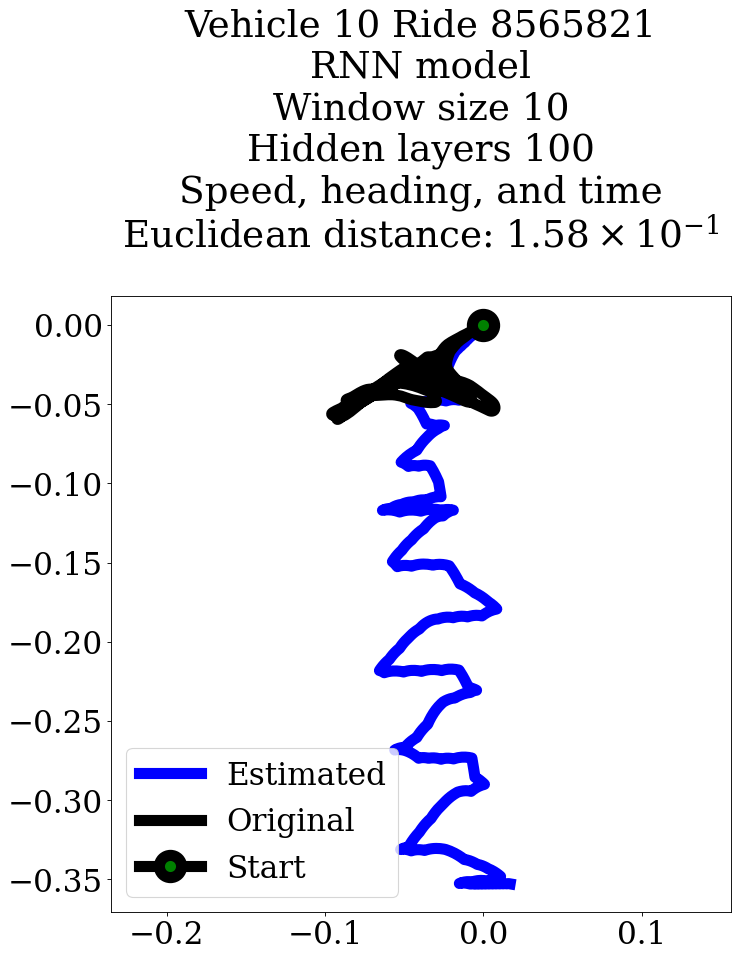 Vehicle 10 Ride 8565821
RNN model
Window size 10
Hidden layers 100
Speed, heading, and time
Euclidean distance: 1.58 × 10⁻¹
0.00
−0.05
−0.10
−0.15
−0.20
−0.25
−0.30
−0.35
Estimated
Original
Start
−0.2 −0.1 0.0 0.1